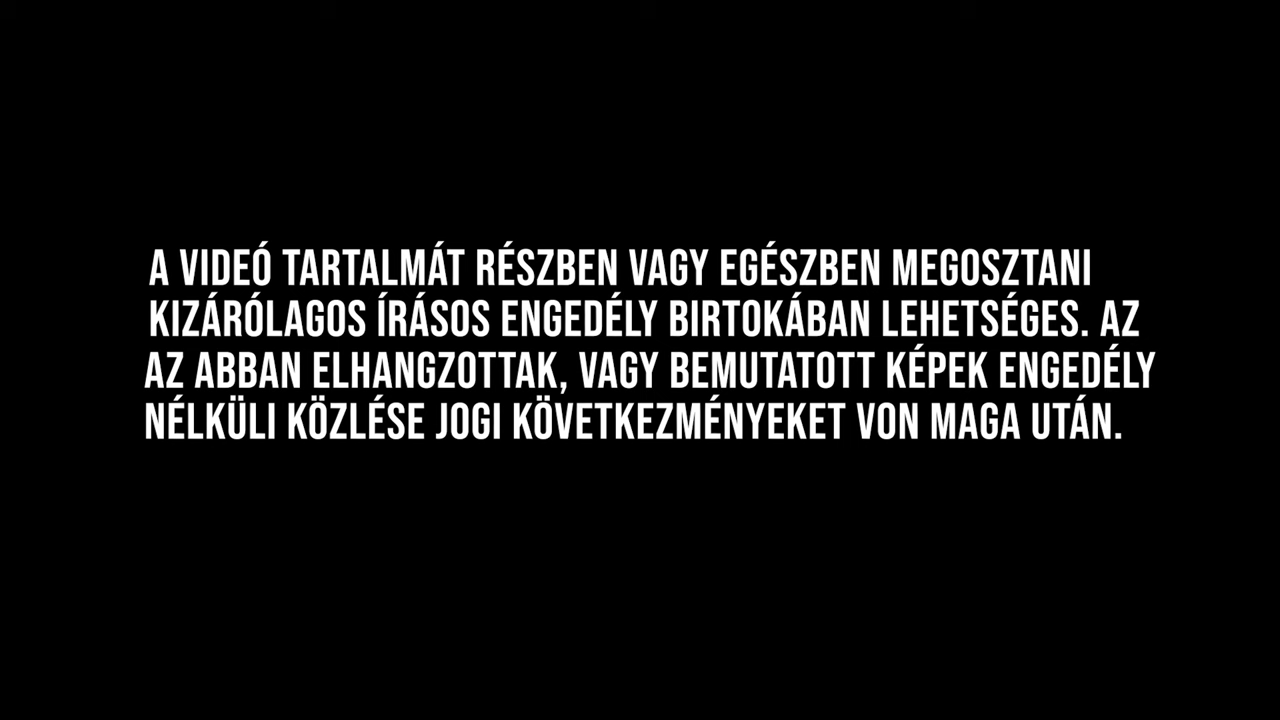 A VIDEÓ TARTALMÁT RÉSZBEN VAGY EGÉSZBEN MEGOSZTANI
KIZÁRÓLAGOS ÍRÁSOS ENGEDÉLY BIRTOKÁBAN LEHETSÉGES. AZ
AZ ABBAN ELHANGZOTTAK, VAGY BEMUTATOTT KÉPEK ENGEDÉLY
NÉLKÜLI KÖZLÉSE JOGI KÖVETKEZMÉNYEKET VON MAGA UTÁN.